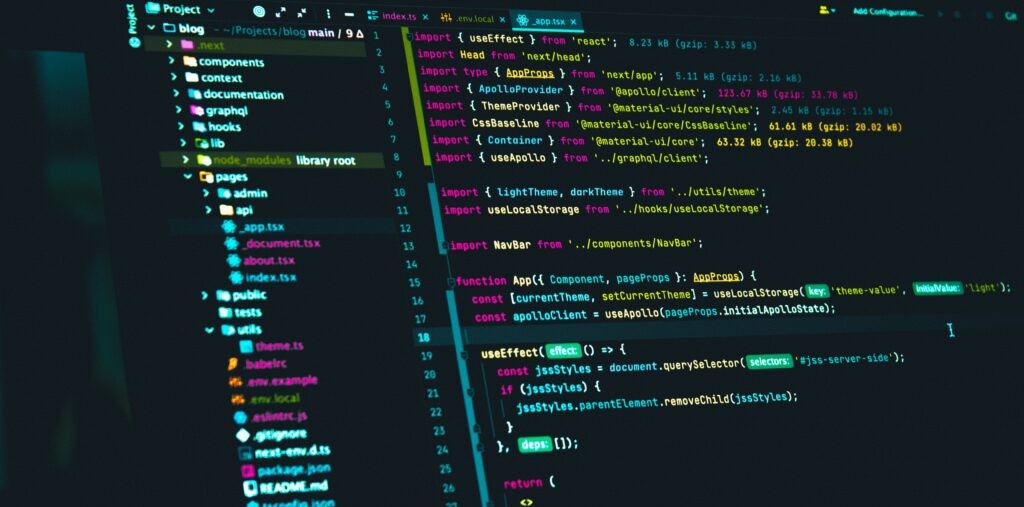 Project
Project
index.ts ×
.env.local ×
_app.tsx ×
Add Configuration...
Git
blog ~/Projects/blog main / 9 Δ
.next
components
context
documentation
graphql
hooks
lib
node_modules library root
pages
admin
api
_app.tsx
_document.tsx
about.tsx
index.tsx
public
tests
utils
theme.ts
.babelrc
.env.example
.env.local
.eslintrc.js
.gitignore
next-env.d.ts
package.json
README.md
tsconfig.json
1 import { useEffect } from 'react'; 8.23 kB (gzip: 3.33 kB)
2 import Head from 'next/head';
3 import type { AppProps } from 'next/app'; 5.11 kB (gzip: 2.16 kB)
4 import { ApolloProvider } from '@apollo/client'; 123.67 kB (gzip: 33.78 kB)
5 import { ThemeProvider } from '@material-ui/core/styles'; 2.45 kB (gzip: 1.15 kB)
6 import CssBaseline from '@material-ui/core/CssBaseline'; 61.61 kB (gzip: 20.02 kB)
7 import { Container } from '@material-ui/core'; 63.32 kB (gzip: 20.38 kB)
8 import { useApollo } from '../graphql/client';
9
10 import { lightTheme, darkTheme } from '../utils/theme';
11 import useLocalStorage from '../hooks/useLocalStorage';
12
13 import NavBar from '../components/NavBar';
14
15 function App({ Component, pageProps }: AppProps) {
16 const [currentTheme, setCurrentTheme] = useLocalStorage( key: 'theme-value', initialValue: 'light');
17 const apolloClient = useApollo(pageProps.initialApolloState);
18
19 useEffect( effect: () => {
20 const jssStyles = document.querySelector( selectors: '#jss-server-side');
21 if (jssStyles) {
22 jssStyles.parentElement.removeChild(jssStyles);
23 }
24 }, deps: []);
25
26 return (
27 <>